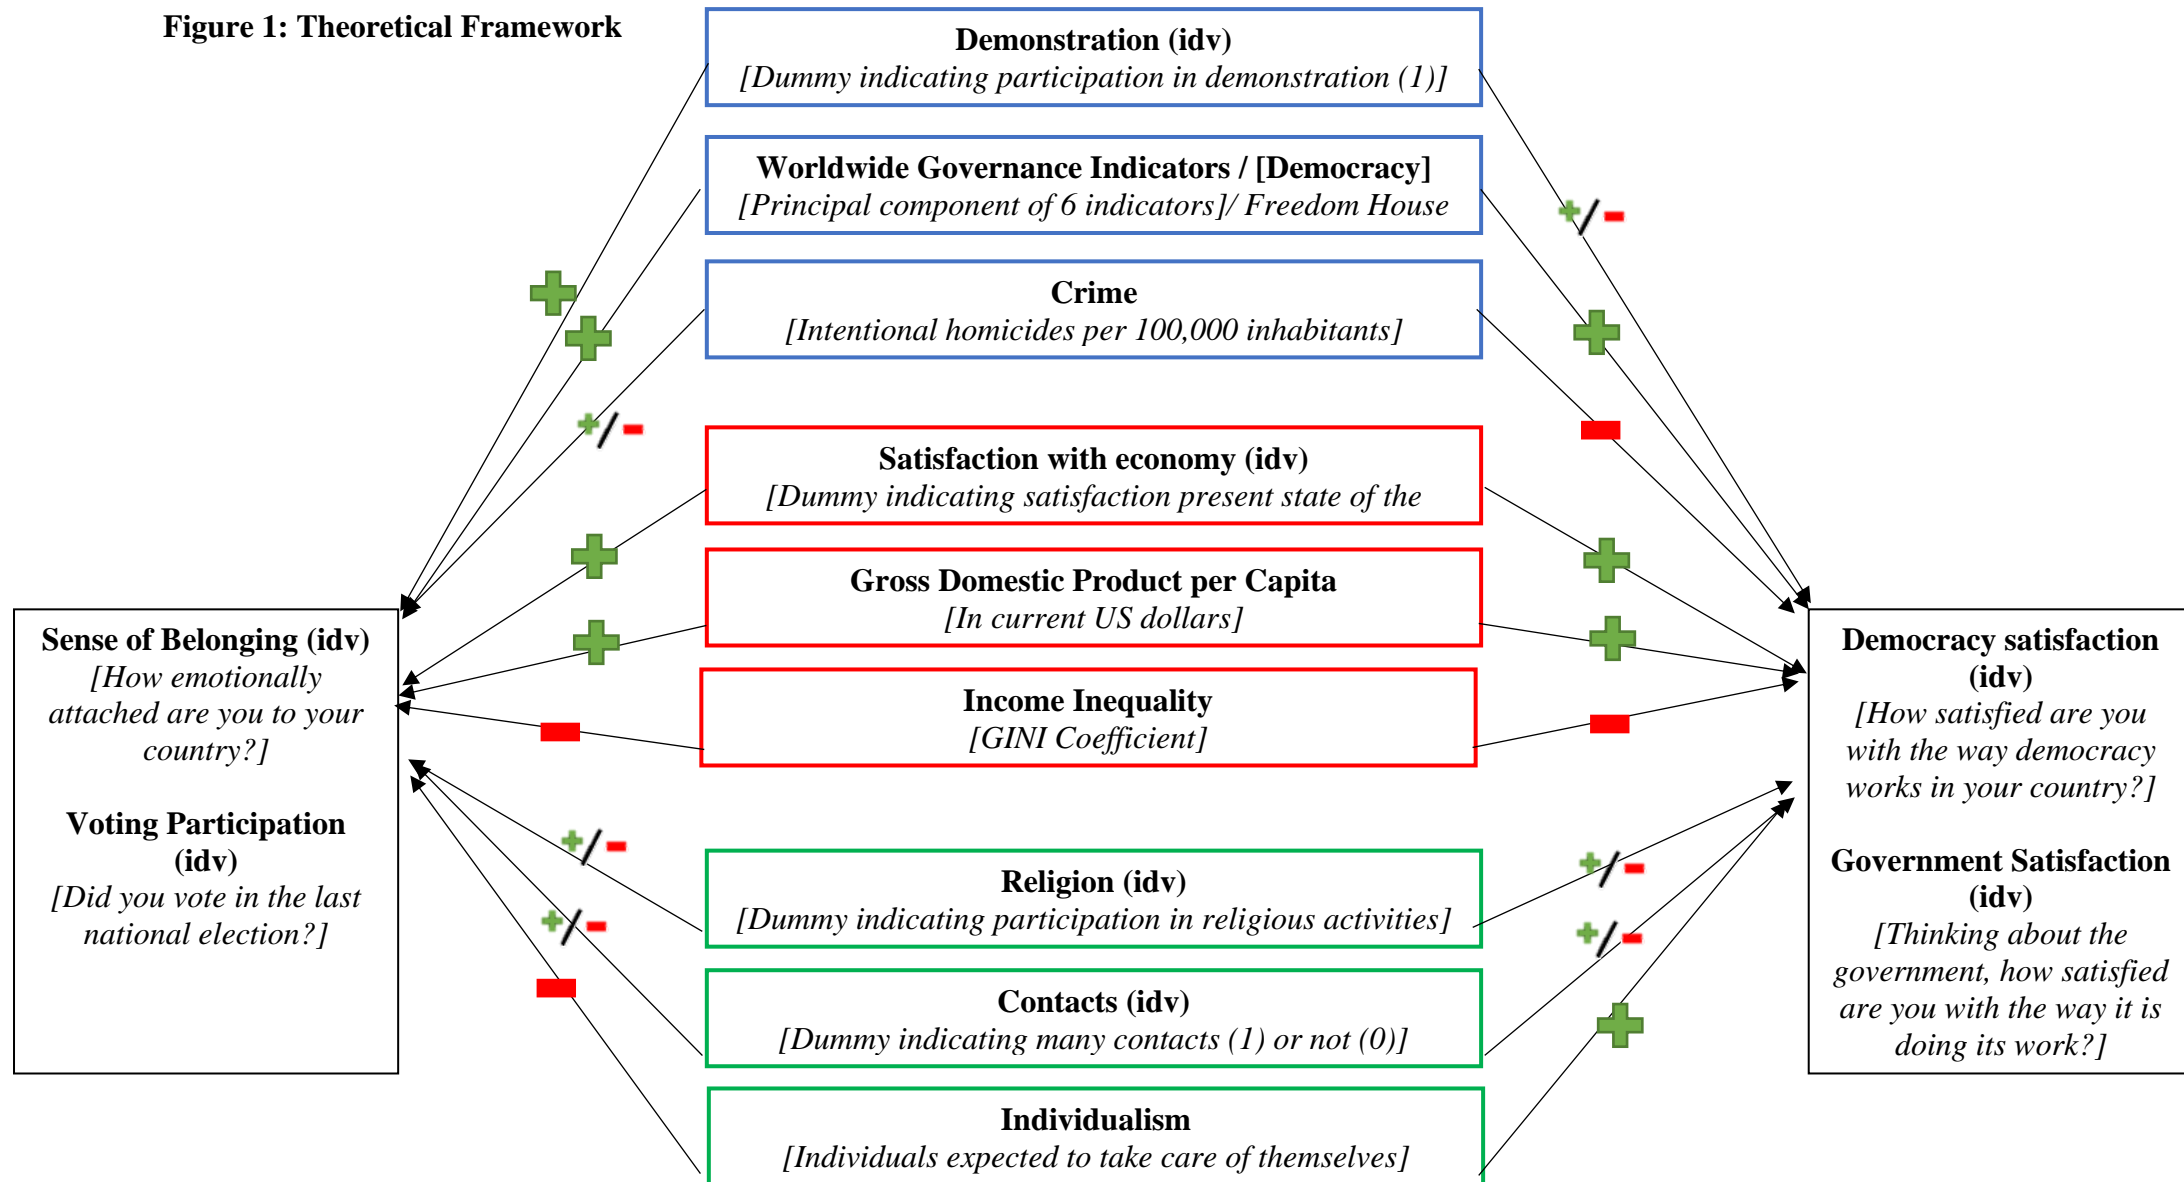 Figure 1: Theoretical Framework
Demonstration (idv)
[Dummy indicating participation in demonstration (1)]
Worldwide Governance Indicators / [Democracy]
[Principal component of 6 indicators]/ Freedom House
+/-
Crime
[Intentional homicides per 100,000 inhabitants]
+/-
Satisfaction with economy (idv)
[Dummy indicating satisfaction present state of the
Gross Domestic Product per Capita
[In current US dollars]
Income Inequality
[GINI Coefficient]
Sense of Belonging (idv)
[How emotionally
attached are you to your
country?]
Voting Participation
(idv)
[Did you vote in the last
national election?]
Democracy satisfaction
(idv)
[How satisfied are you
with the way democracy
works in your country?]
Government Satisfaction
(idv)
[Thinking about the
government, how satisfied
are you with the way it is
doing its work?]
+/-
+/-
Religion (idv)
[Dummy indicating participation in religious activities]
+/-
+/-
Contacts (idv)
[Dummy indicating many contacts (1) or not (0)]
Individualism
[Individuals expected to take care of themselves]